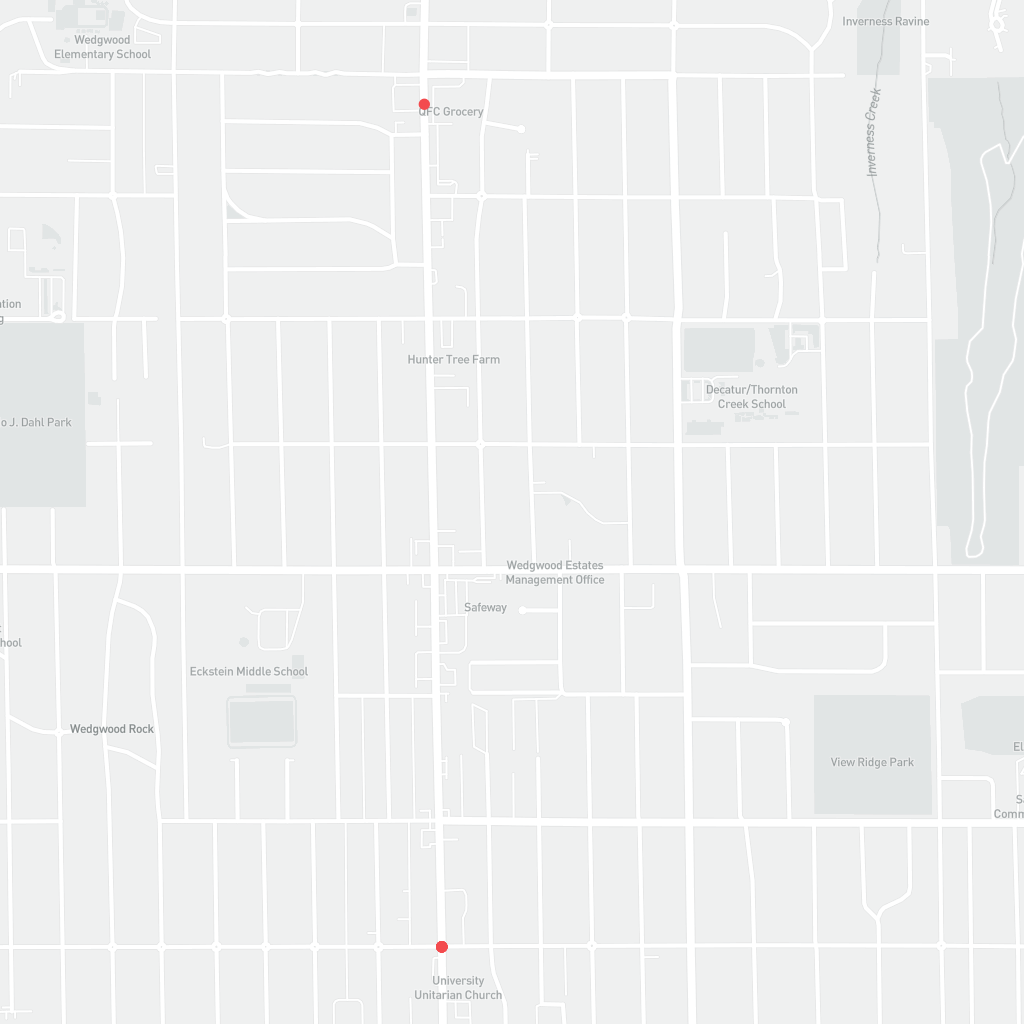 Inverness Ravine
Wedgwood
Elementary School
QFC Grocery
Inverness Creek
Hunter Tree Farm
Decatur/Thornton
Creek School
o J. Dahl Park
Wedgwood Estates
Management Office
Safeway
Eckstein Middle School
Wedgwood Rock
View Ridge Park
University
Unitarian Church